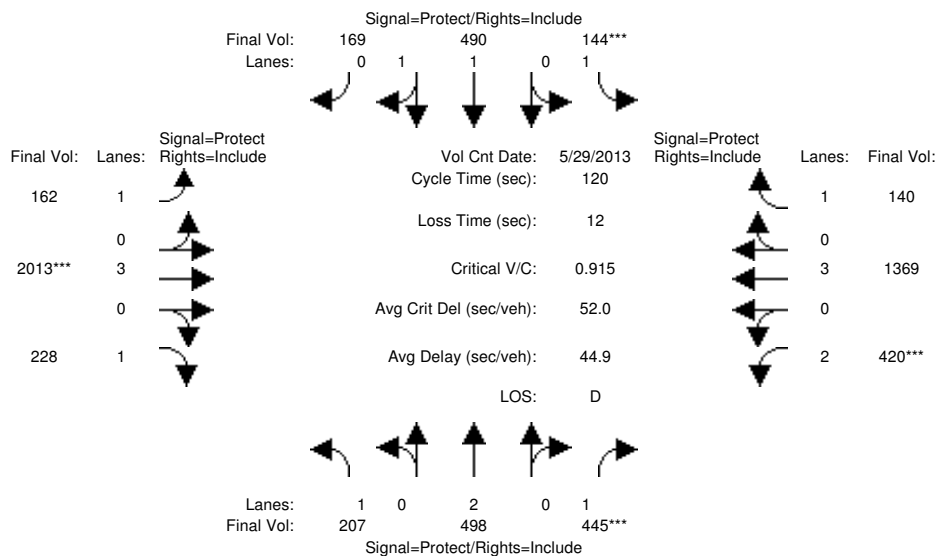 Signal=Protect/Rights=Include
Final Vol: 169 490 144***
Lanes: 0 1 1 0 1
Signal=Protect Signal=Protect
Final Vol: Lanes: Rights=Include Vol Cnt Date: 5/29/2013 Rights=Include Lanes: Final Vol:
Cycle Time (sec): 120
162 1 1 140
Loss Time (sec): 12
0 0
2013*** 3 Critical V/C: 0.915 3 1369
0 Avg Crit Del (sec/veh): 52.0 0
228 1 Avg Delay (sec/veh): 44.9 2 420***
LOS: D
Lanes: 1 0 2 0 1
Final Vol: 207 498 445***
Signal=Protect/Rights=Include